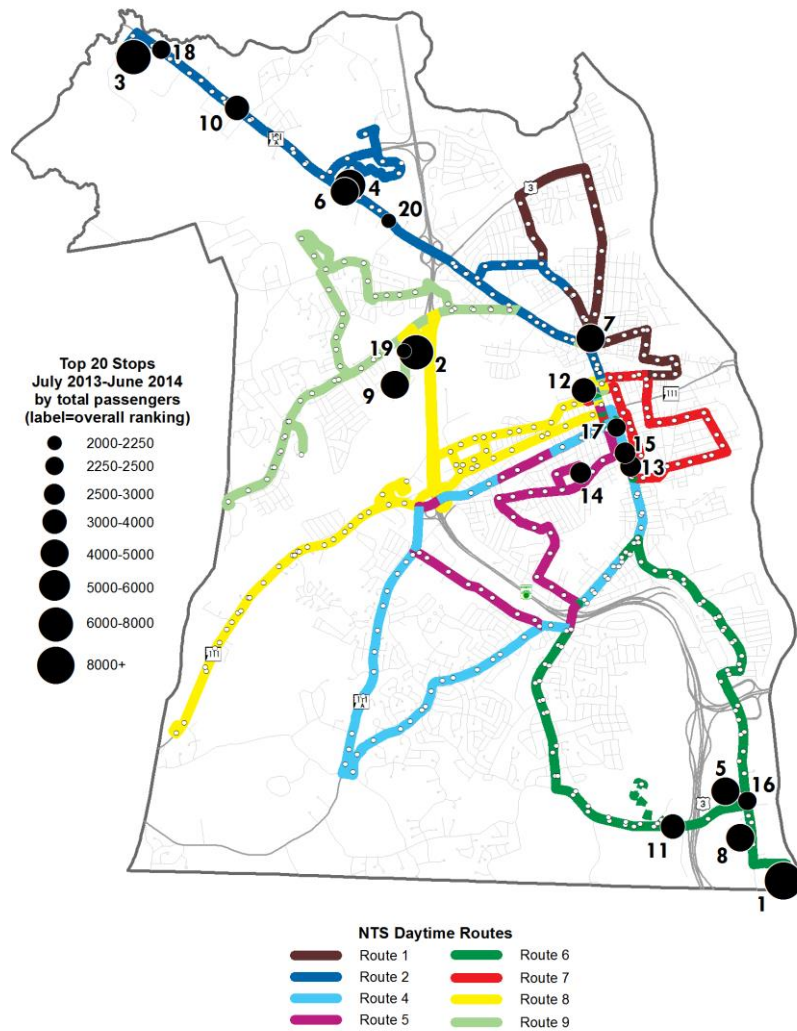 18
3
10
101
A
4
6
20
3
7
19
2
9
12
111
17
15
13
14
111
111
A
5
16
3
11
8
1
Top 20 Stops
July 2013-June 2014
by total passengers
(label=overall ranking)
2000-2250
2250-2500
2500-3000
3000-4000
4000-5000
5000-6000
6000-8000
8000+
NTS Daytime Routes
Route 1
Route 2
Route 4
Route 5
Route 6
Route 7
Route 8
Route 9